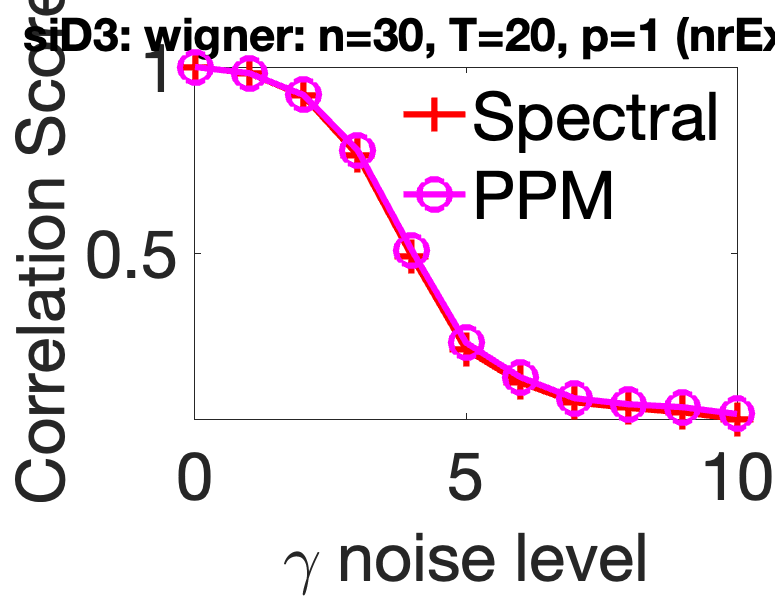 siD3: wigner: n=30, T=20, p=1 (nrEx
Correlation Score
1
0.5
Spectral
PPM
0
5
10
γ noise level